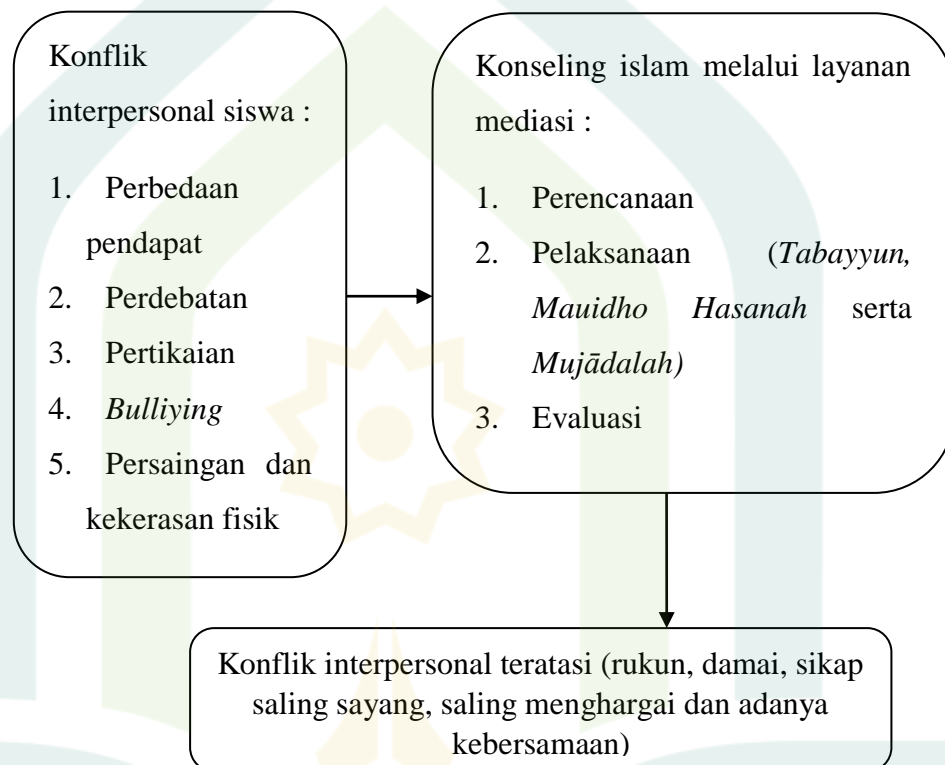 Konflik
interpersonal siswa :
1. Perbedaan
pendapat
2. Perdebatan
3. Pertikaian
4. Bulliying
5. Persaingan dan
kekerasan fisik
Konseling islam melalui layanan
mediasi :
1. Perencanaan
2. Pelaksanaan (Tabayyun,
Mauidho Hasanah serta
Mujādalah)
3. Evaluasi
Konflik interpersonal teratasi (rukun, damai, sikap
saling sayang, saling menghargai dan adanya
kebersamaan)